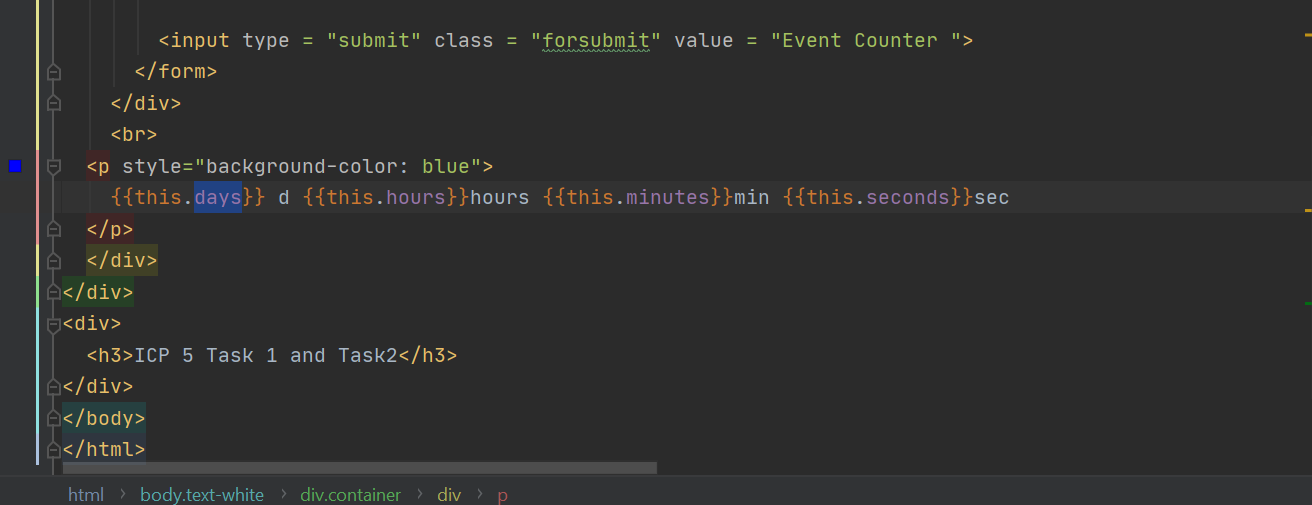 <input type = "submit" class = "forsubmit" value = "Event Counter ">
</form>
</div>
<br>
<p style="background-color: blue">
{{this.days}} d {{this.hours}}hours {{this.minutes}}min {{this.seconds}}sec
</p>
</div>
</div>
<div>
<h3>ICP 5 Task 1 and Task2</h3>
</div>
</body>
</html>
html › body.text-white › div.container › div › p